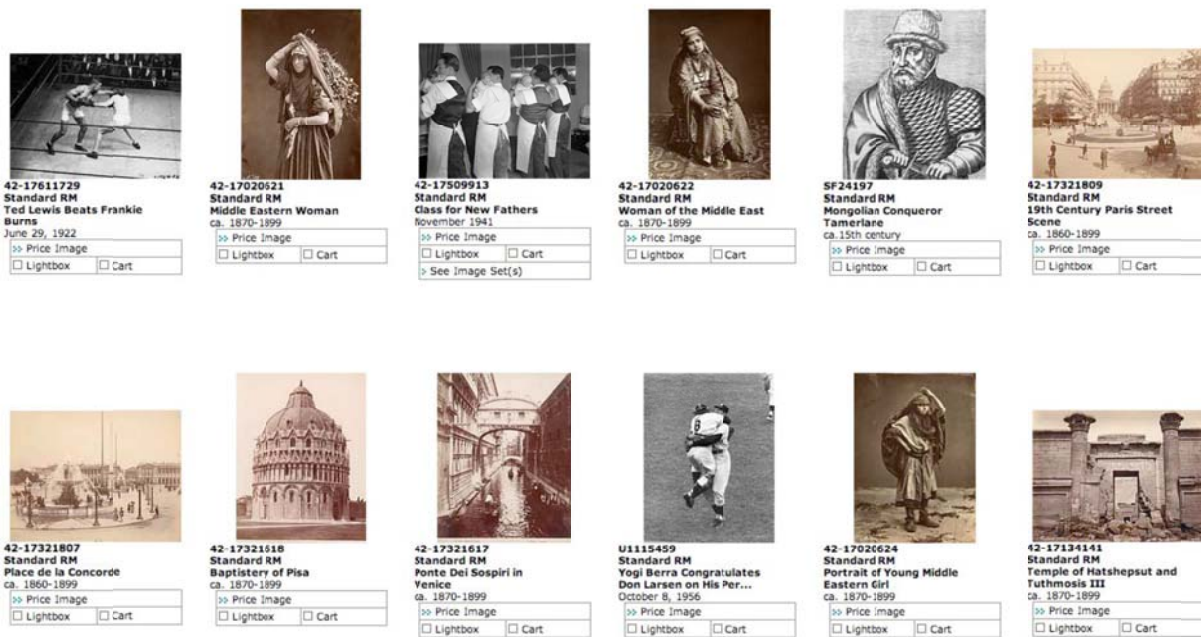 42-17611729
Standard RM
Ted Lewis Beats Frankie
Burns
June 29, 1922
>> Price Image
Lightbox Cart
42-17020621
Standard RM
Middle Eastern Woman
ca. 1870-1899
>> Price Image
Lightbox Cart
42-17509913
Standard RM
Class for New Fathers
November 1941
>> Price Image
Lightbox Cart
> See Image Set(s)
42-17020622
Standard RM
Woman of the Middle East
ca. 1870-1899
>> Price Image
Lightbox Cart
SF24197
Standard RM
Mongolian Conqueror
Tamerlane
ca.15th century
>> Price Image
Lightbox Cart
42-17321809
Standard RM
19th Century Paris Street
Scene
ca. 1860-1899
>> Price Image
Lightbox Cart
42-17321807
Standard RM
Place de la Concorde
ca. 1860-1899
>> Price Image
Lightbox Cart
42-17321618
Standard RM
Baptistery of Pisa
ca. 1870-1899
>> Price Image
Lightbox Cart
42-17321617
Standard RM
Ponte Dei Sospiri in
Venice
ca. 1870-1899
>> Price Image
Lightbox Cart
8
U1115459
Standard RM
Yogi Berra Congratulates
Don Larsen on His Per...
October 8, 1956
>> Price Image
Lightbox Cart
42-17020624
Standard RM
Portrait of Young Middle
Eastern Girl
ca. 1870-1899
>> Price Image
Lightbox Cart
42-17134141
Standard RM
Temple of Hatshepsut and
Tuthmosis III
ca. 1870-1899
>> Price Image
Lightbox Cart